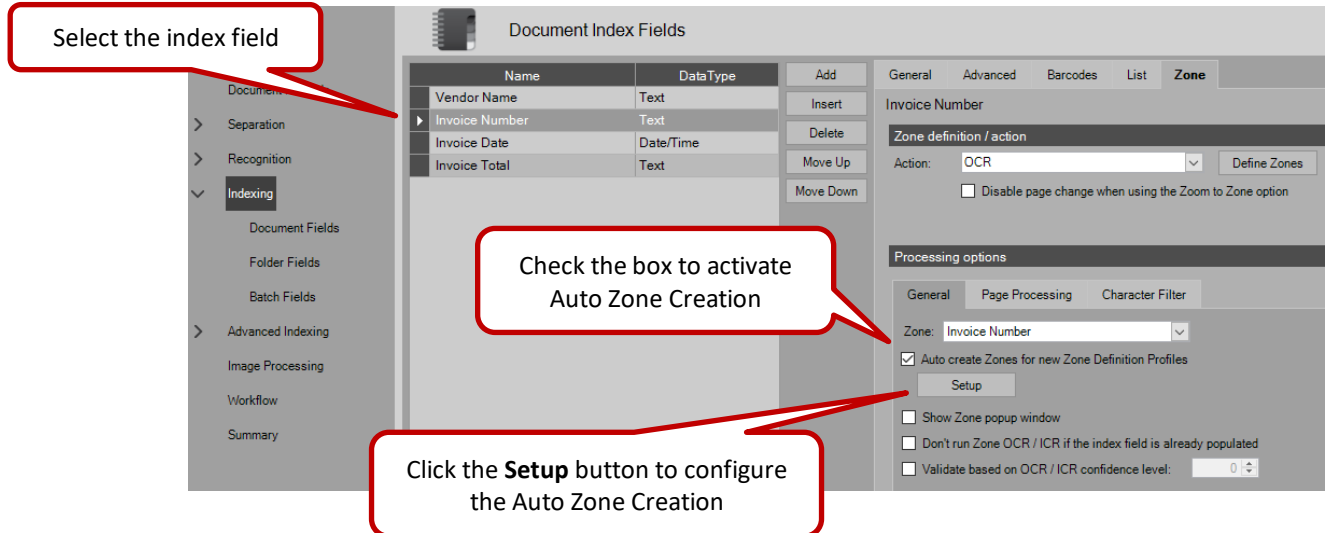 Select the index field
Document Index Fields
Name DataType
Vendor Name Text
Invoice Number Text
Invoice Date Date/Time
Invoice Total Text
Add
Insert
Delete
Move Up
Move Down
Separation
Recognition
Indexing
Document Fields
Folder Fields
Batch Fields
Advanced Indexing
Image Processing
Workflow
Summary
General Advanced Barcodes List Zone
Invoice Number
Zone definition / action
Action: OCR Define Zones
Disable page change when using the Zoom to Zone option
Check the box to activate
Auto Zone Creation
Processing options
General Page Processing Character Filter
Zone: Invoice Number
Auto create Zones for new Zone Definition Profiles
Setup
Show Zone popup window
Don't run Zone OCR / ICR if the index field is already populated
Validate based on OCR / ICR confidence level: 0
Click the Setup button to configure
the Auto Zone Creation